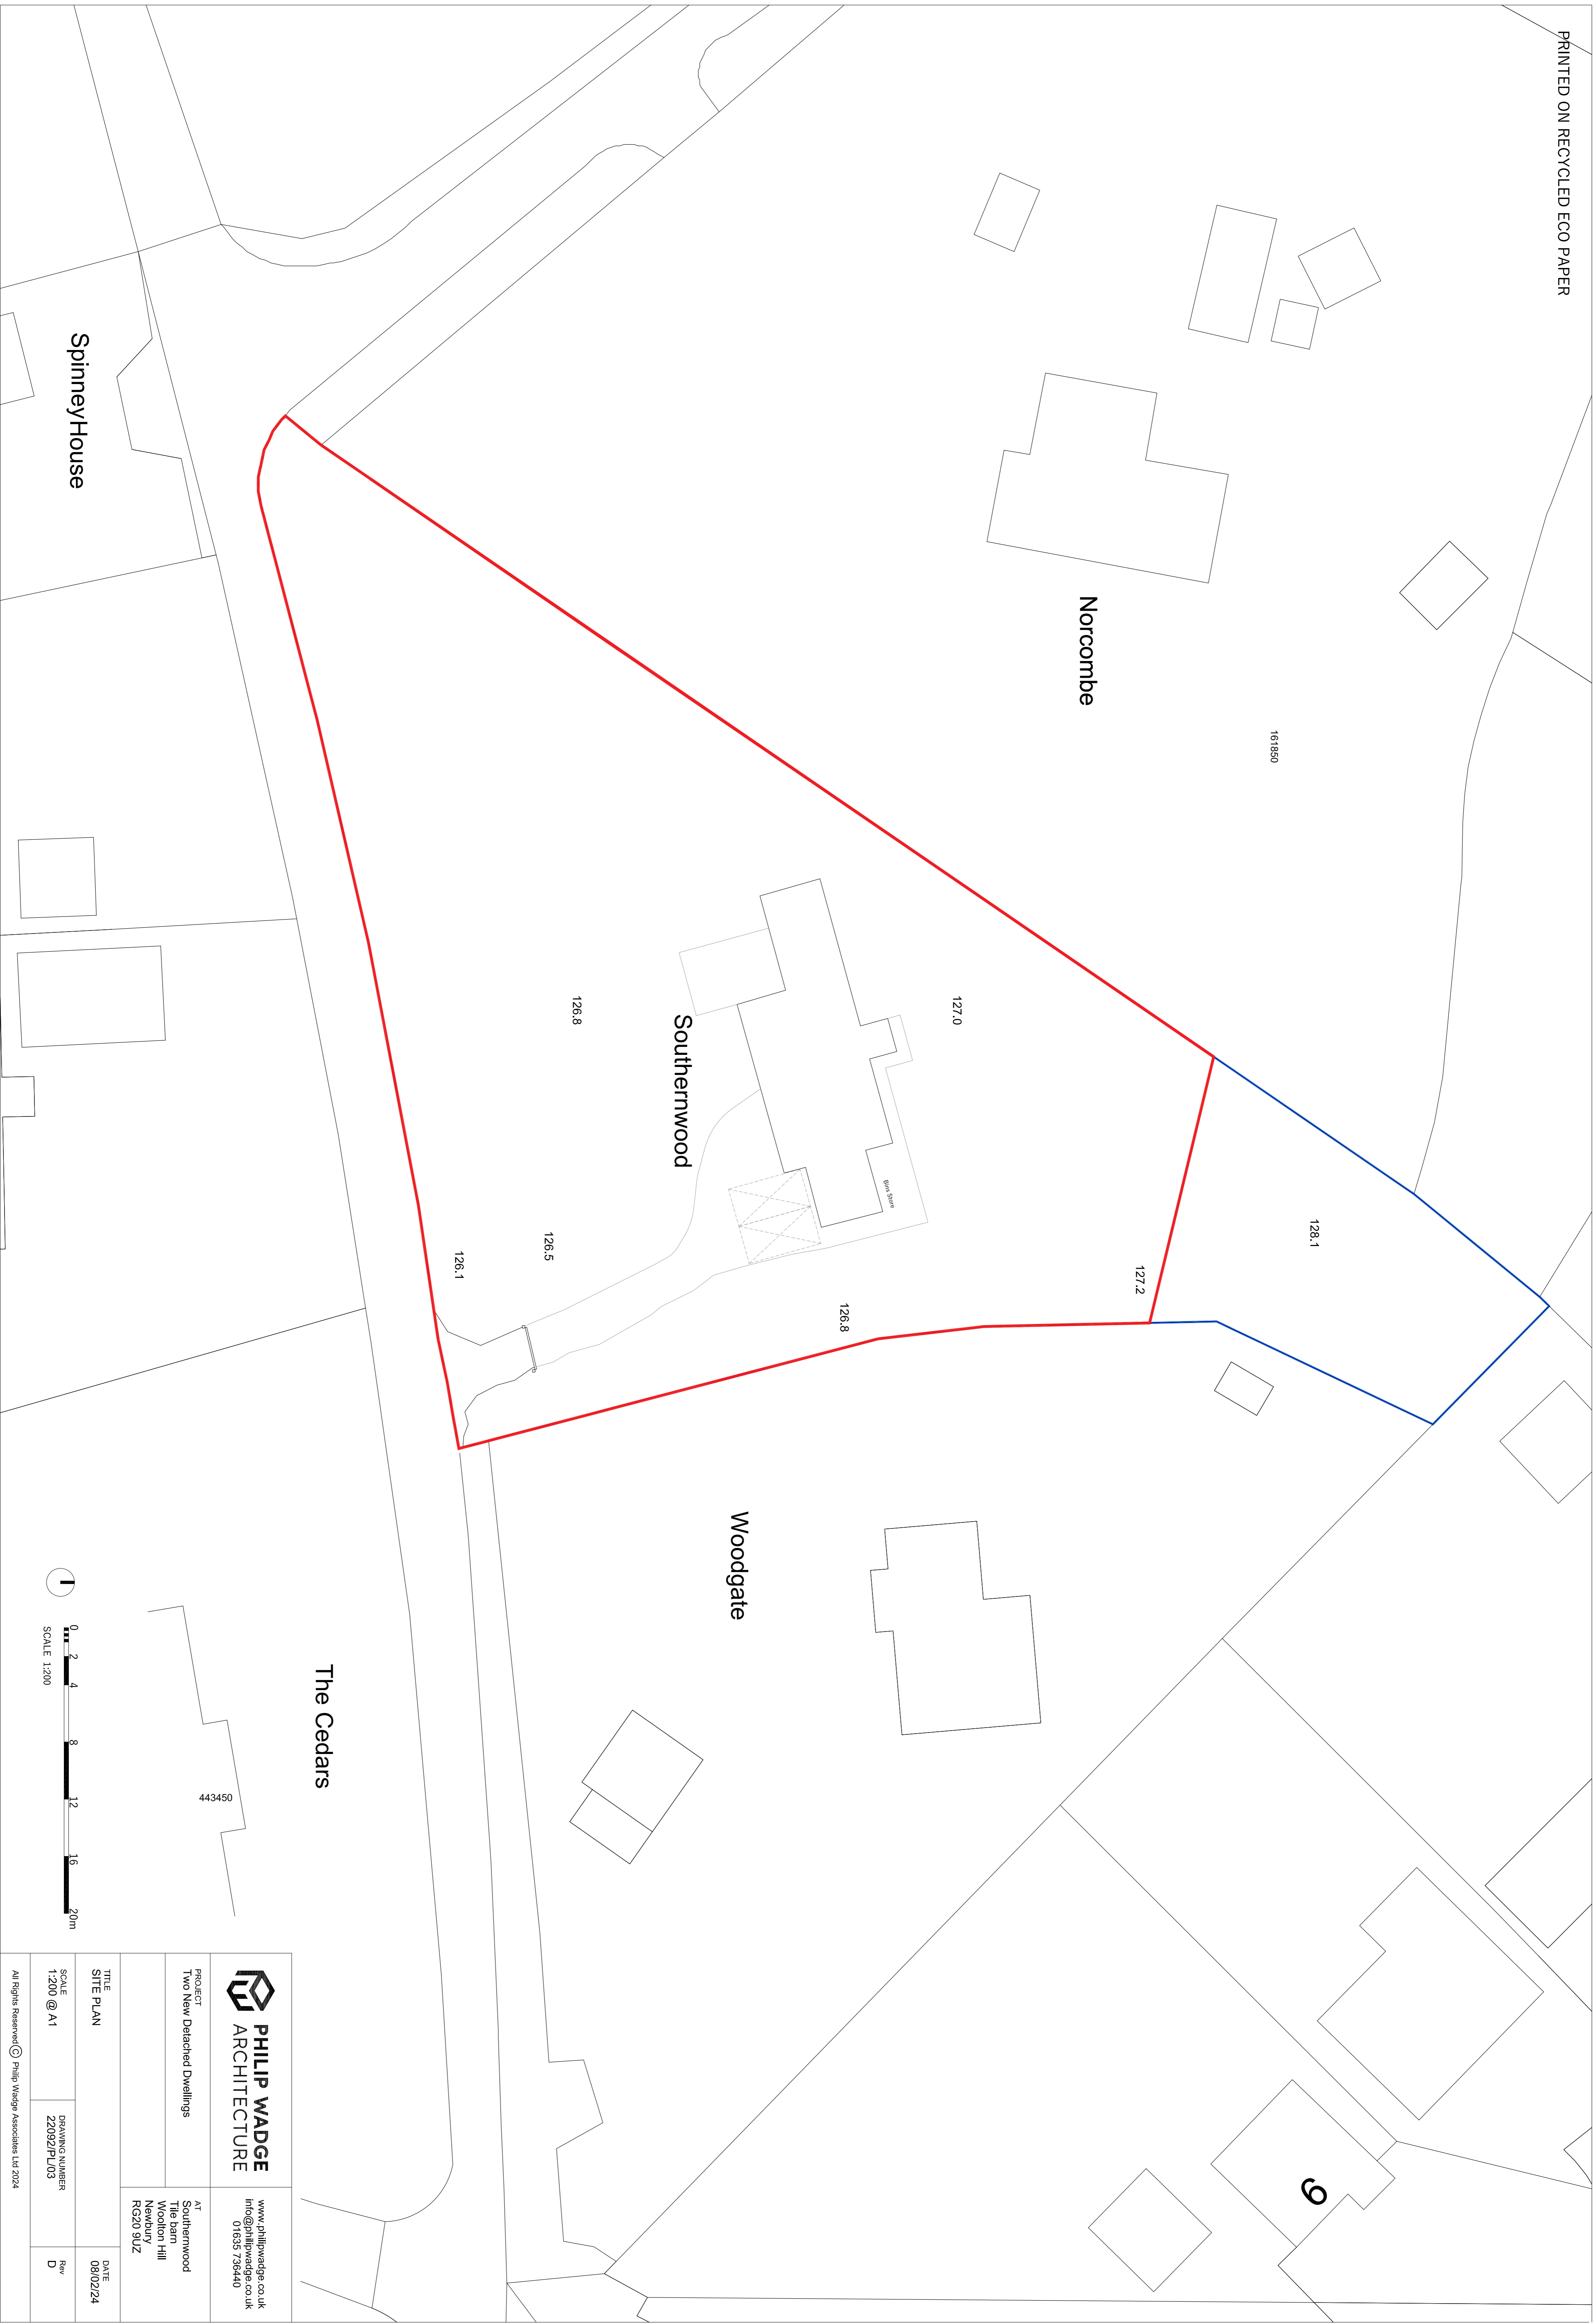 PRINTED ON RECYCLED ECO PAPER
Norcombe
161850
SpinneyHouse
127.0
126.8
Southernwood
Bins Store
128.1
127.2
126.8
126.5
126.1
Woodgate
The Cedars
443450
9
0 2 4 8 12 16 20m
SCALE 1:200
PHILIP WADGE
ARCHITECTURE
www.philipwadge.co.uk
info@philipwadge.co.uk
01635 736440
PROJECT
Two New Detached Dwellings
AT
Southernwood
Tile barn
Woolton Hill
Newbury
RG20 9UZ
TITLE
SITE PLAN
DATE
08/02/24
SCALE
1:200 @ A1
DRAWING NUMBER
22092/PL/03
Rev
D
All Rights Reserved © Philip Wadge Associates Ltd 2024